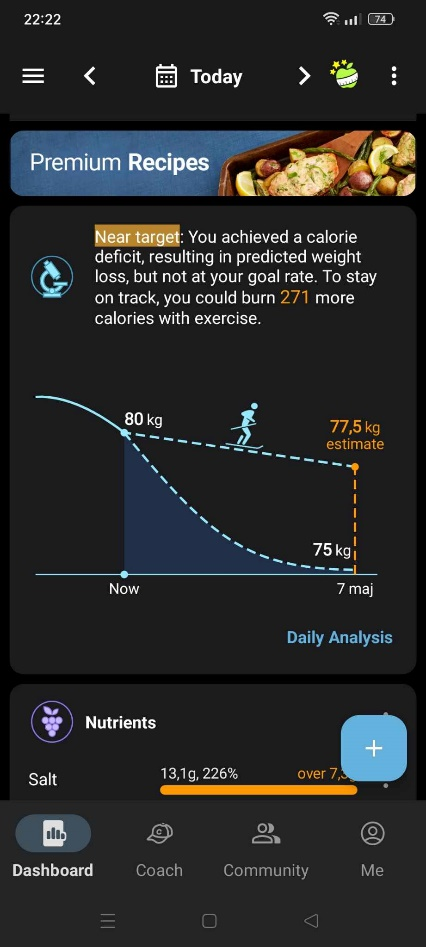 22:22
74
Today
Premium Recipes
Near target: You achieved a calorie
deficit, resulting in predicted weight
loss, but not at your goal rate. To stay
on track, you could burn 271 more
calories with exercise.
80 kg
77,5 kg
estimate
75 kg
Now
7 maj
Daily Analysis
Nutrients
Salt
13,1g, 226%
over
+
Dashboard
Coach
Community
Me